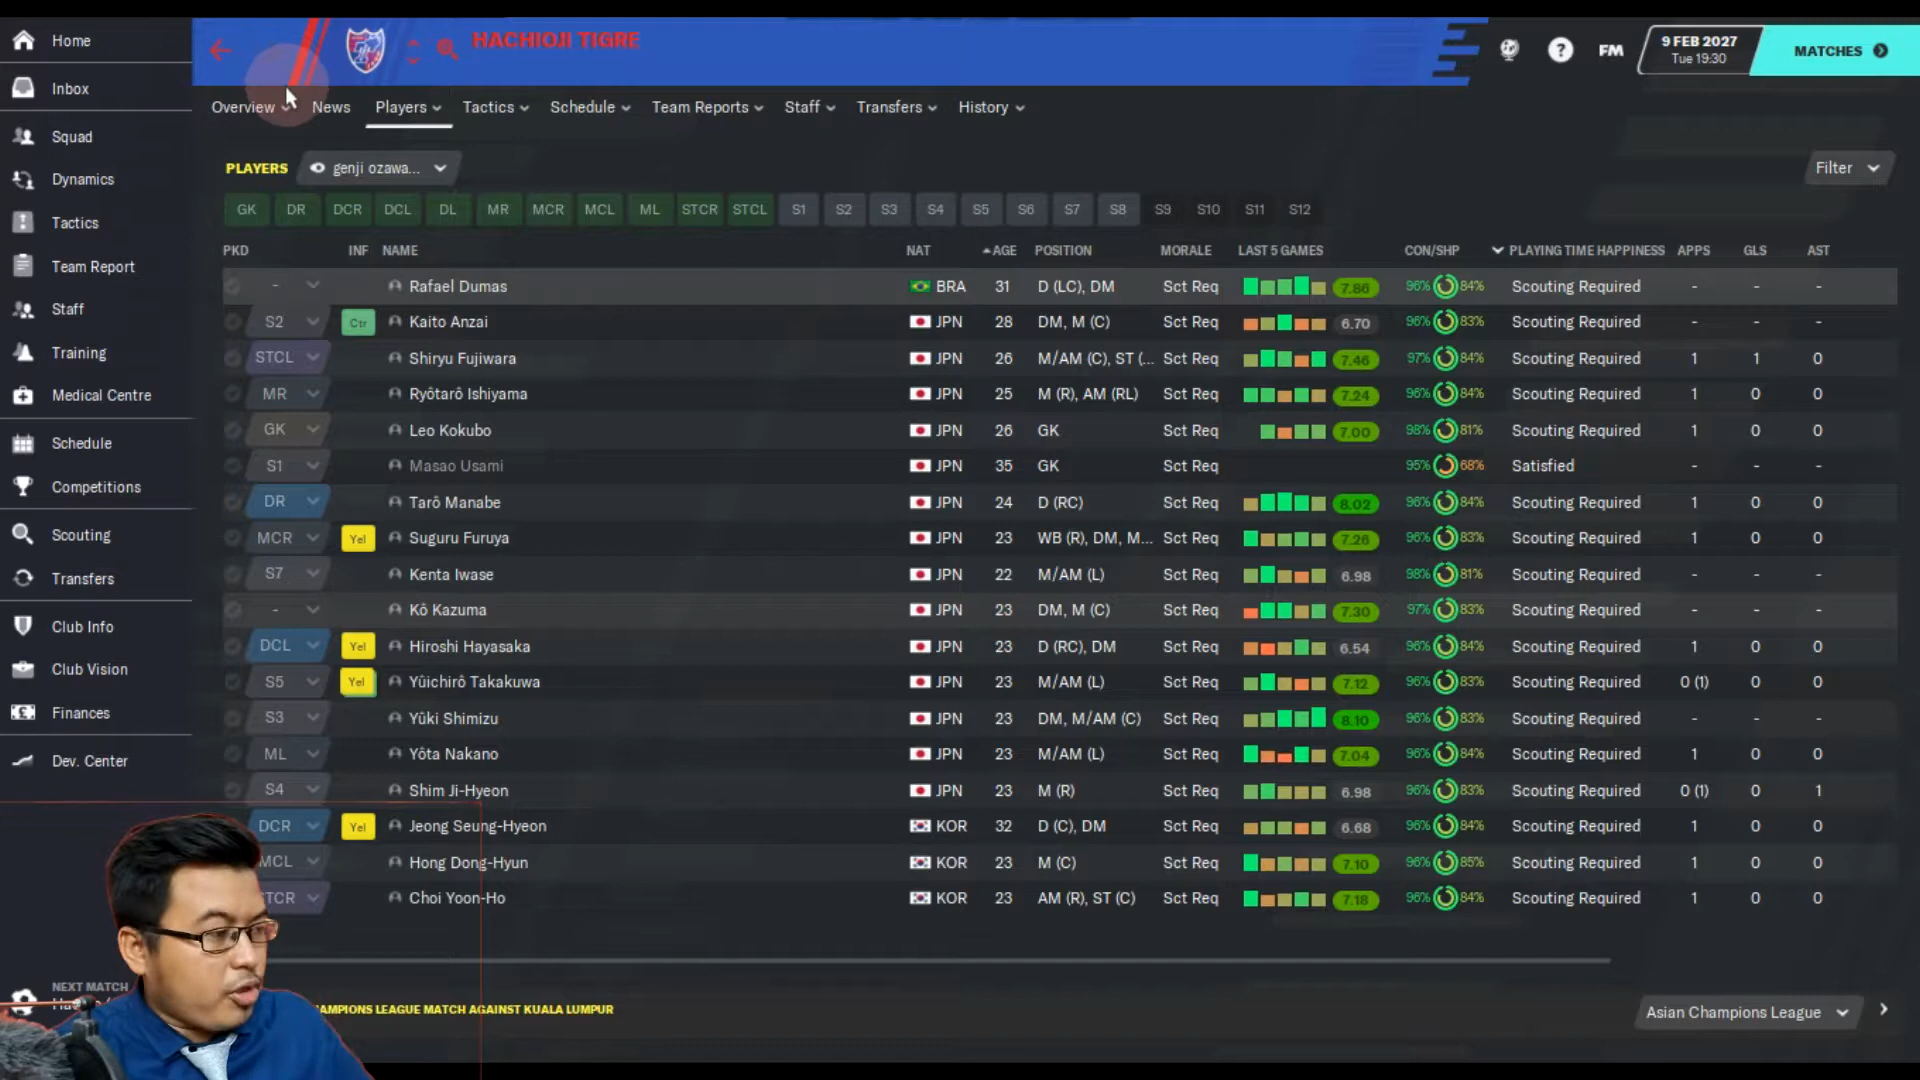 Home
Inbox
Squad
Dynamics
Tactics
Team Report
Staff
Training
Medical Centre
Schedule
Competitions
Scouting
Transfers
Club Info
Club Vision
Finances
Dev. Center
NEXT MATCH
HACHIOJI TIGRE
FM
9 FEB 2027
Tue 19:30
MATCHES
Overview News Players Tactics Schedule Team Reports Staff Transfers History
PLAYERS genji ozawa... Filter
GK DR DCR DCL DL MR MCR MCL ML STCR STCL S1 S2 S3 S4 S5 S6 S7 S8 S9 S10 S11 S12
PKD INF NAME NAT AGE POSITION MORALE LAST 5 GAMES CON/SHP PLAYING TIME HAPPINESS APPS GLS AST
- Rafael Dumas BRA 31 D (LC), DM Sct Req 7.86 96% 84% Scouting Required - - -
S2 Ctr Kaito Anzai JPN 28 DM, M (C) Sct Req 6.70 96% 83% Scouting Required - - -
STCL Shiryu Fujiwara JPN 26 M/AM (C), ST (... Sct Req 7.46 97% 84% Scouting Required 1 1 0
MR Ryôtarô Ishiyama JPN 25 M (R), AM (RL) Sct Req 7.24 96% 84% Scouting Required 1 0 0
GK Leo Kokubo JPN 26 GK Sct Req 7.00 98% 81% Scouting Required 1 0 0
S1 Masao Usami JPN 35 GK Sct Req 95% 68% Satisfied - - -
DR Tarô Manabe JPN 24 D (RC) Sct Req 8.02 96% 84% Scouting Required 1 0 0
MCR Yel Suguru Furuya JPN 23 WB (R), DM, M... Sct Req 7.26 96% 83% Scouting Required 1 0 0
S7 Kenta Iwase JPN 22 M/AM (L) Sct Req 6.98 98% 81% Scouting Required - - -
- Kô Kazuma JPN 23 DM, M (C) Sct Req 7.30 97% 83% Scouting Required - - -
DCL Yel Hiroshi Hayasaka JPN 23 D (RC), DM Sct Req 6.54 96% 84% Scouting Required 1 0 0
S5 Yel Yûichirô Takakuwa JPN 23 M/AM (L) Sct Req 7.12 96% 83% Scouting Required 0 (1) 0 0
S3 Yûki Shimizu JPN 23 DM, M/AM (C) Sct Req 8.10 96% 83% Scouting Required - - -
ML Yôta Nakano JPN 23 M/AM (L) Sct Req 7.04 96% 84% Scouting Required 1 0 0
S4 Shim Ji-Hyeon JPN 23 M (R) Sct Req 6.98 96% 83% Scouting Required 0 (1) 0 1
DCR Yel Jeong Seung-Hyeon KOR 32 D (C), DM Sct Req 6.68 96% 84% Scouting Required 1 0 0
MCL Hong Dong-Hyun KOR 23 M (C) Sct Req 7.10 96% 85% Scouting Required 1 0 0
TCR Choi Yoon-Ho KOR 23 AM (R), ST (C) Sct Req 7.18 96% 84% Scouting Required 1 0 0
AMPIONS LEAGUE MATCH AGAINST KUALA LUMPUR
Asian Champions League